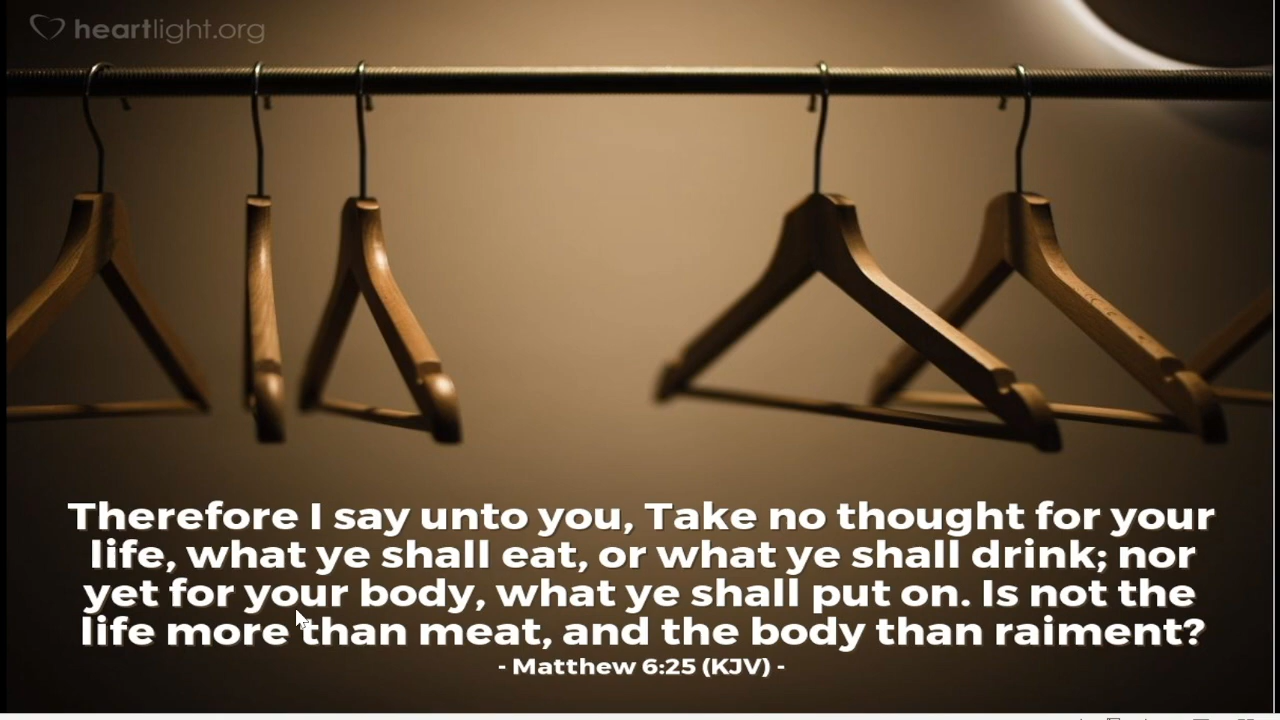 heartlight.org
Therefore I say unto you, Take no thought for your
life, what ye shall eat, or what ye shall drink; nor
yet for your body, what ye shall put on. Is not the
life more than meat, and the body than raiment?
- Matthew 6:25 (KJV) -